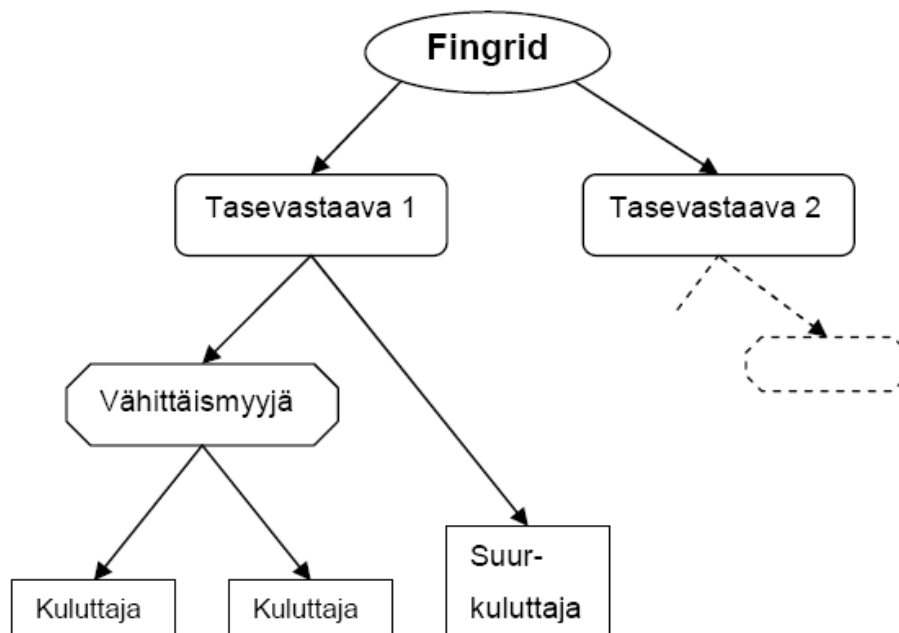 Fingrid
Tasevastaava 1
Tasevastaava 2
Vähittäismyyjä
Suur-
kuluttaja
Kuluttaja
Kuluttaja